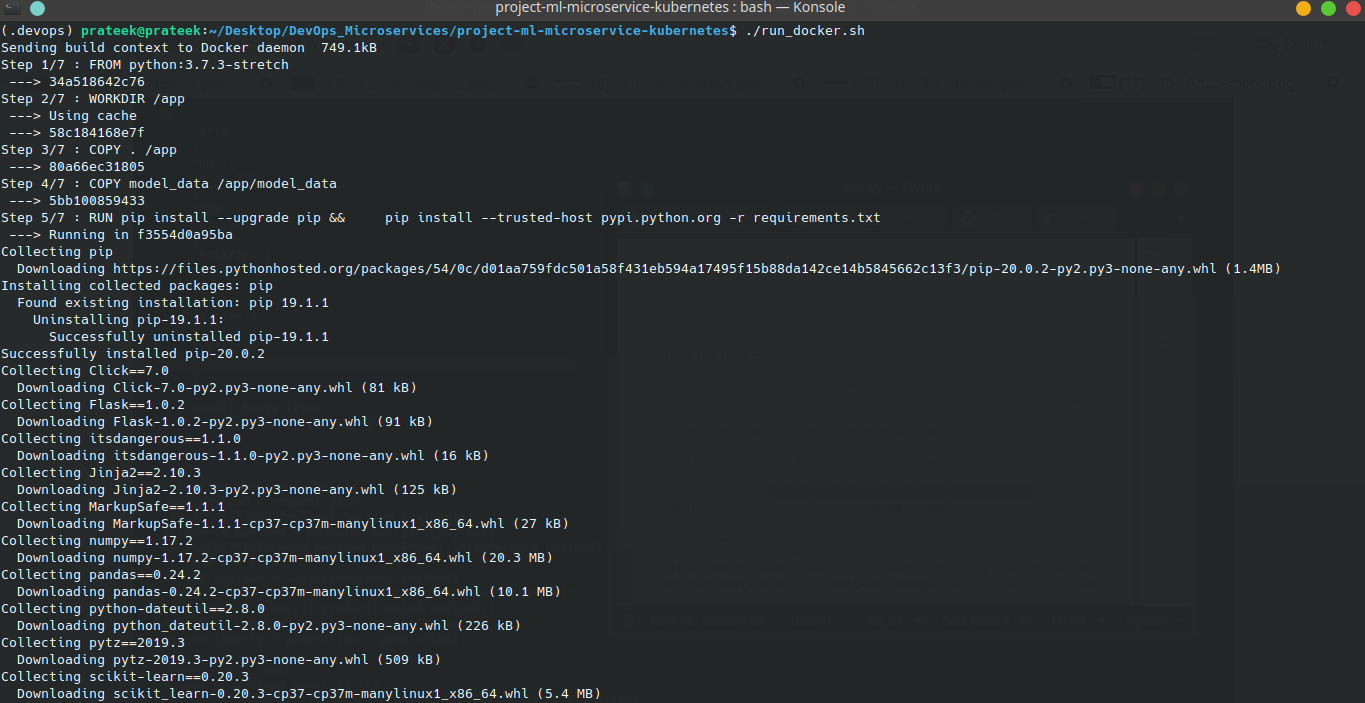 project-ml-microservice-kubernetes : bash — Konsole
(.devops) prateek@prateek:~/Desktop/DevOps_Microservices/project-ml-microservice-kubernetes$ ./run_docker.sh
Sending build context to Docker daemon  749.1kB
Step 1/7 : FROM python:3.7.3-stretch
 ---> 34a518642c76
Step 2/7 : WORKDIR /app
 ---> Using cache
 ---> 58c184168e7f
Step 3/7 : COPY . /app
 ---> 80a66ec31805
Step 4/7 : COPY model_data /app/model_data
 ---> 5bb100859433
Step 5/7 : RUN pip install --upgrade pip &&     pip install --trusted-host pypi.python.org -r requirements.txt
 ---> Running in f3554d0a95ba
Collecting pip
  Downloading https://files.pythonhosted.org/packages/54/0c/d01aa759fdc501a58f431eb594a17495f15b88da142ce14b5845662c13f3/pip-20.0.2-py2.py3-none-any.whl (1.4MB)
Installing collected packages: pip
  Found existing installation: pip 19.1.1
    Uninstalling pip-19.1.1:
      Successfully uninstalled pip-19.1.1
Successfully installed pip-20.0.2
Collecting Click==7.0
  Downloading Click-7.0-py2.py3-none-any.whl (81 kB)
Collecting Flask==1.0.2
  Downloading Flask-1.0.2-py2.py3-none-any.whl (91 kB)
Collecting itsdangerous==1.1.0
  Downloading itsdangerous-1.1.0-py2.py3-none-any.whl (16 kB)
Collecting Jinja2==2.10.3
  Downloading Jinja2-2.10.3-py2.py3-none-any.whl (125 kB)
Collecting MarkupSafe==1.1.1
  Downloading MarkupSafe-1.1.1-cp37-cp37m-manylinux1_x86_64.whl (27 kB)
Collecting numpy==1.17.2
  Downloading numpy-1.17.2-cp37-cp37m-manylinux1_x86_64.whl (20.3 MB)
Collecting pandas==0.24.2
  Downloading pandas-0.24.2-cp37-cp37m-manylinux1_x86_64.whl (10.1 MB)
Collecting python-dateutil==2.8.0
  Downloading python_dateutil-2.8.0-py2.py3-none-any.whl (226 kB)
Collecting pytz==2019.3
  Downloading pytz-2019.3-py2.py3-none-any.whl (509 kB)
Collecting scikit-learn==0.20.3
  Downloading scikit_learn-0.20.3-cp37-cp37m-manylinux1_x86_64.whl (5.4 MB)